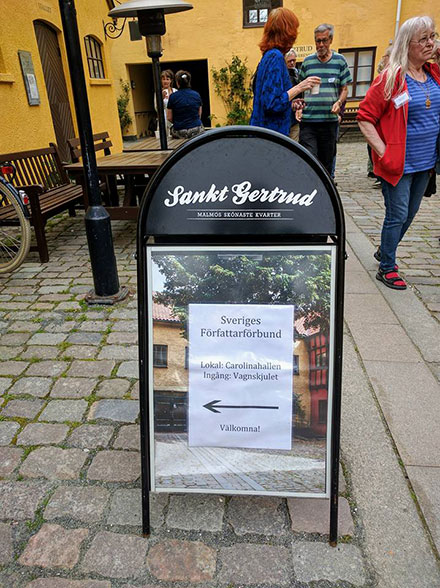 Sankt Gertrud
MALMÖS SKÖNASTE KVARTER
Sveriges
Författarförbund
Lokal: Carolinahallen
Ingång: Vagnskjulet
Välkomna!